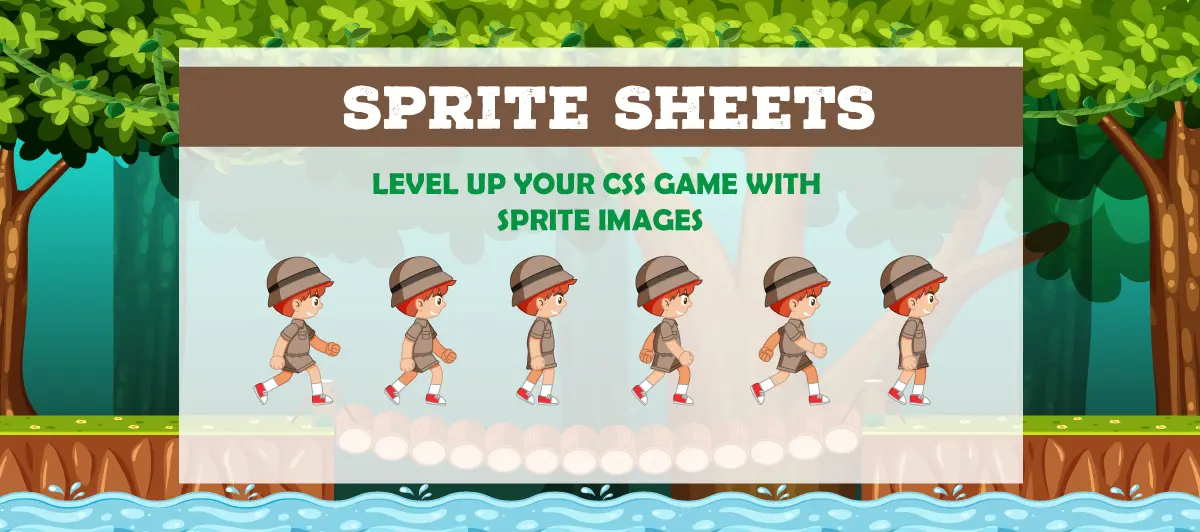 SPRITE SHEETS
LEVEL UP YOUR CSS GAME WITH
SPRITE IMAGES